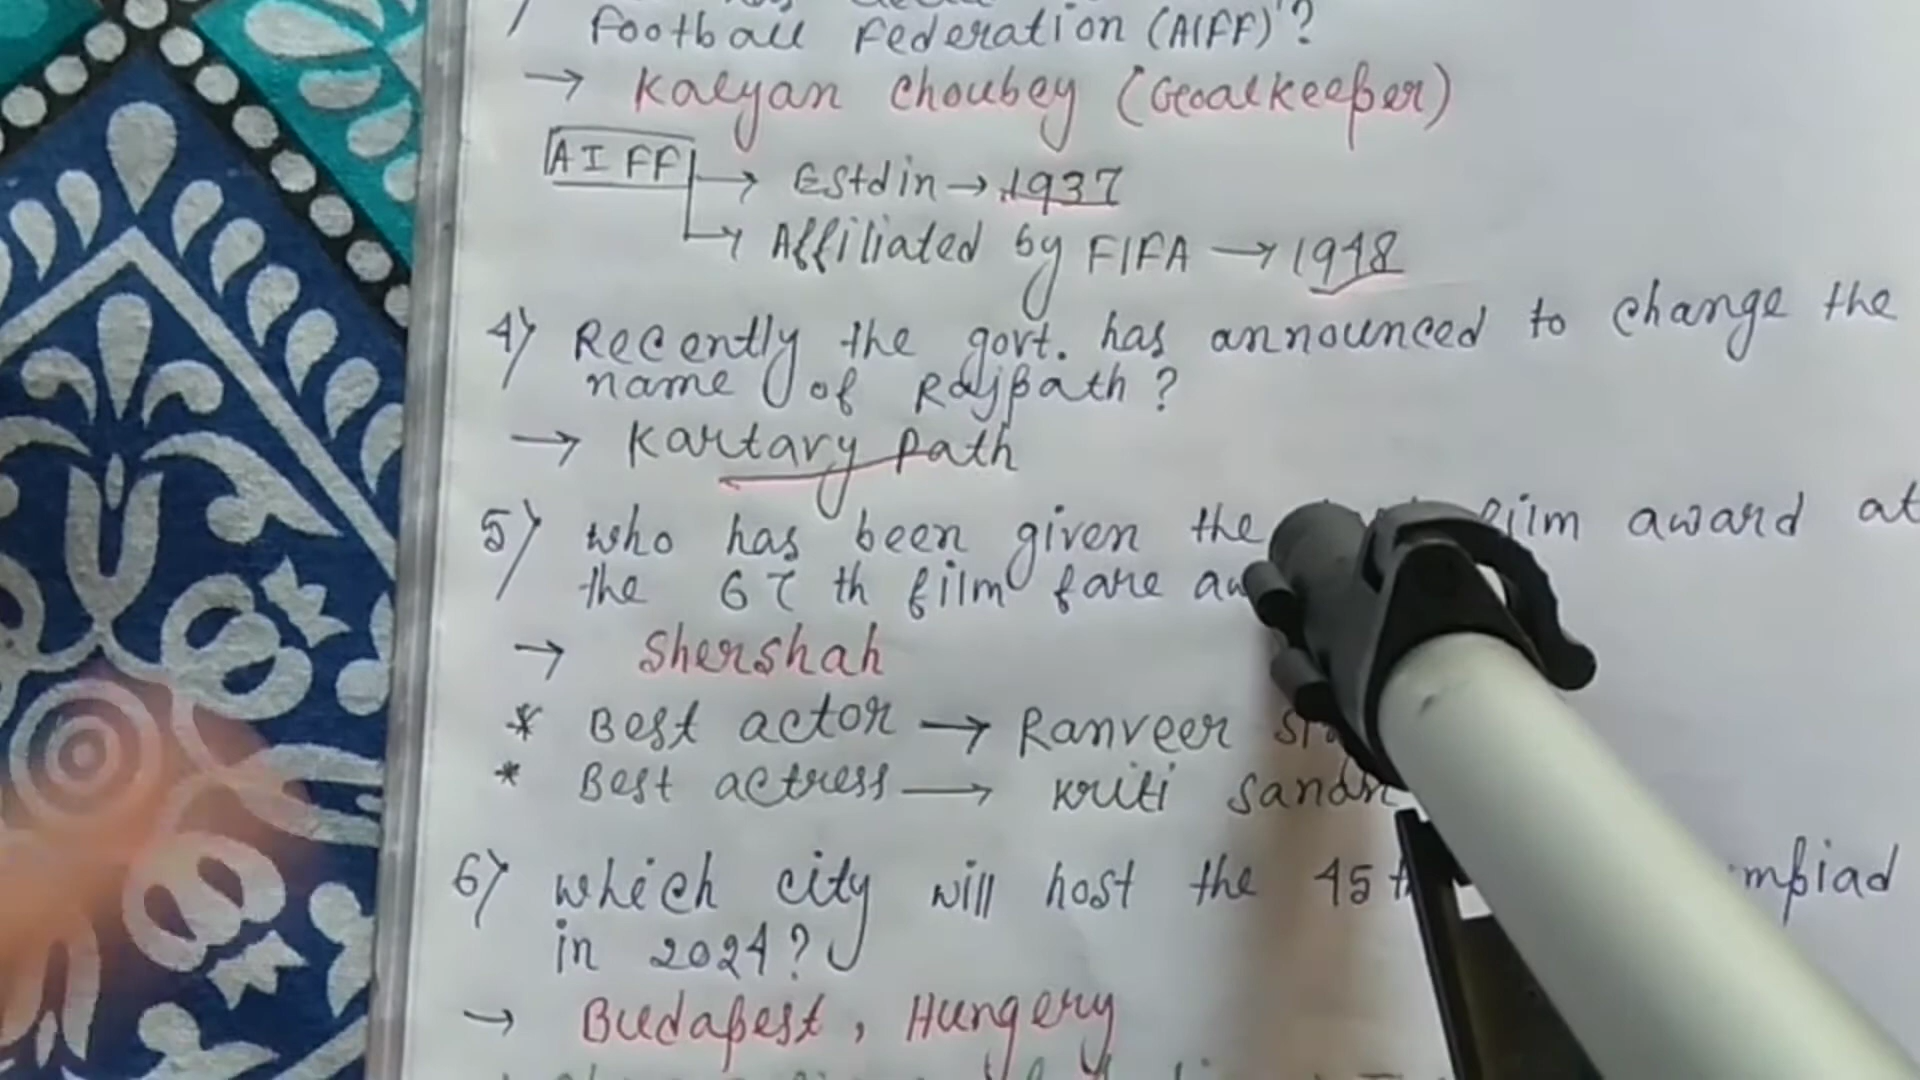 football Federation (AIFF)?
→ Kalyan Choubey (Goalkeeper)
AIFF → Estd in → 1937
→ Affiliated by FIFA → 1948
4) Recently the govt. has announced to change the
name of Rajpath?
→ Kartavy Path
5) who has been given the film award at
the 67 th film fare
→ Shershah
* Best actor → Ranveer
* Best actress → Kriti
6) which city will host the 45
in 2024?
→ Budapest, Hungery